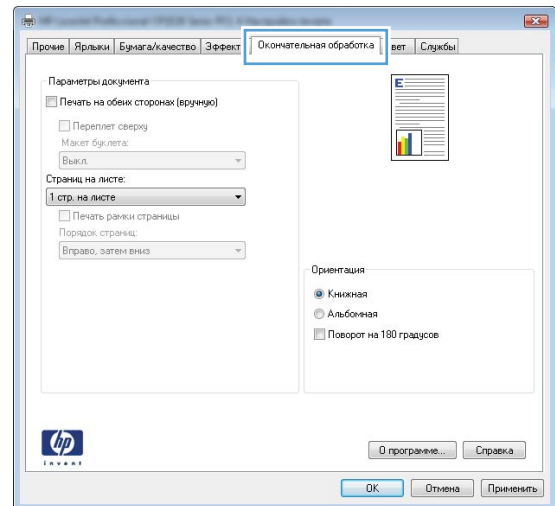 Прочие Ярлыки Бумага/качество Эффект Окончательная обработка вет Службы
Параметры документа
Печать на обеих сторонах (вручную)
Переплет сверху
Макет буклета:
Выкл.
Страниц на листе:
1 стр. на листе
Печать рамки страницы
Порядок страниц:
Вправо, затем вниз
E
Ориентация
Книжная
Альбомная
Поворот на 180 градусов
hp
invent
О программе... Справка
OK Отмена Применить